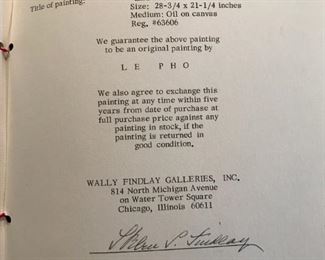 Title of painting:
Size: 28-3/4 x 21-1/4 inches
Medium: Oil on canvas
Reg. #63606
We guarantee the above painting
to be an original painting by
LE PHO
We also agree to exchange this
painting at any time within five
years from date of purchase at
full purchase price against any
painting in stock, if the
painting is returned in
good condition.
WALLY FINDLAY GALLERIES, INC.
814 North Michigan Avenue
on Water Tower Square
Chicago, Illinois 60611
Findlay